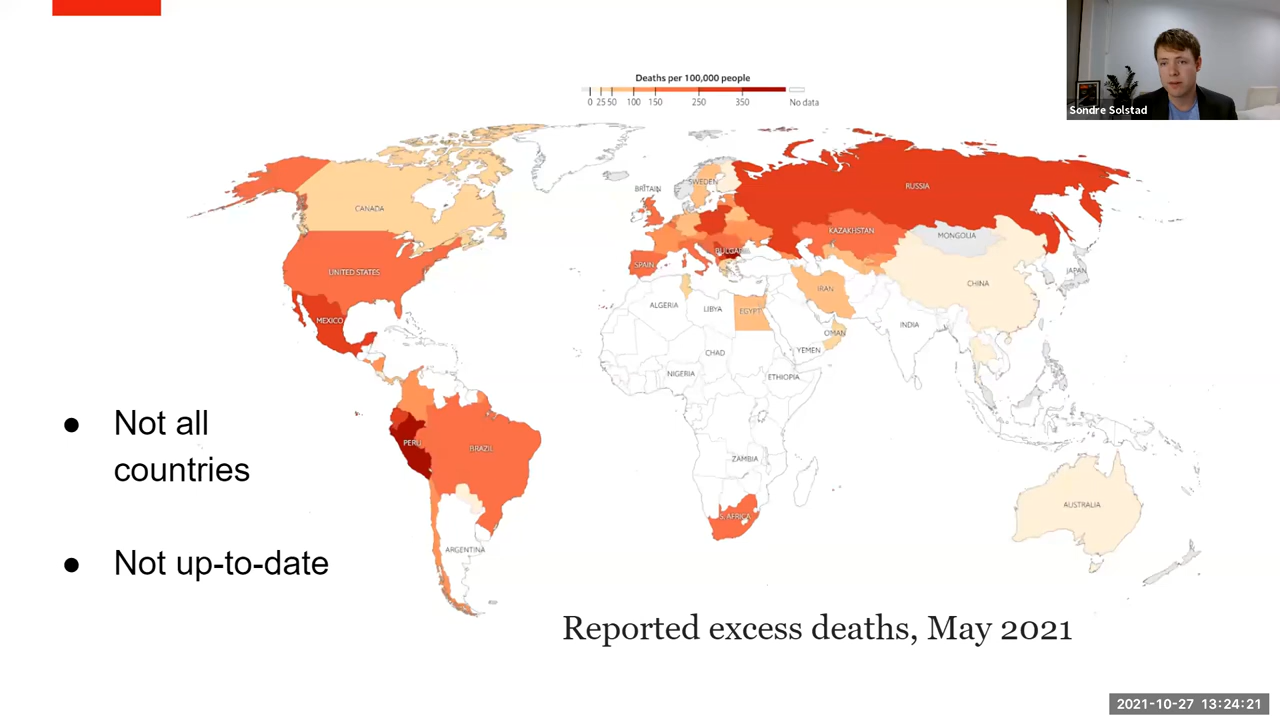 Sondre Solstad
Deaths per 100,000 people
0 25 50 100 150 250 350 No data
CANADA
UNITED STATES
MEXICO
PERU
BRAZIL
ARGENTINA
BRITAIN
SWEDEN
SPAIN
BULGARIA
RUSSIA
KAZAKHSTAN
MONGOLIA
CHINA
JAPAN
IRAN
INDIA
OMAN
YEMEN
ALGERIA
LIBYA
EGYPT
CHAD
NIGERIA
ETHIOPIA
ZAMBIA
S. AFRICA
AUSTRALIA
● Not all
countries
● Not up-to-date
Reported excess deaths, May 2021
2021-10-27 13:24:21